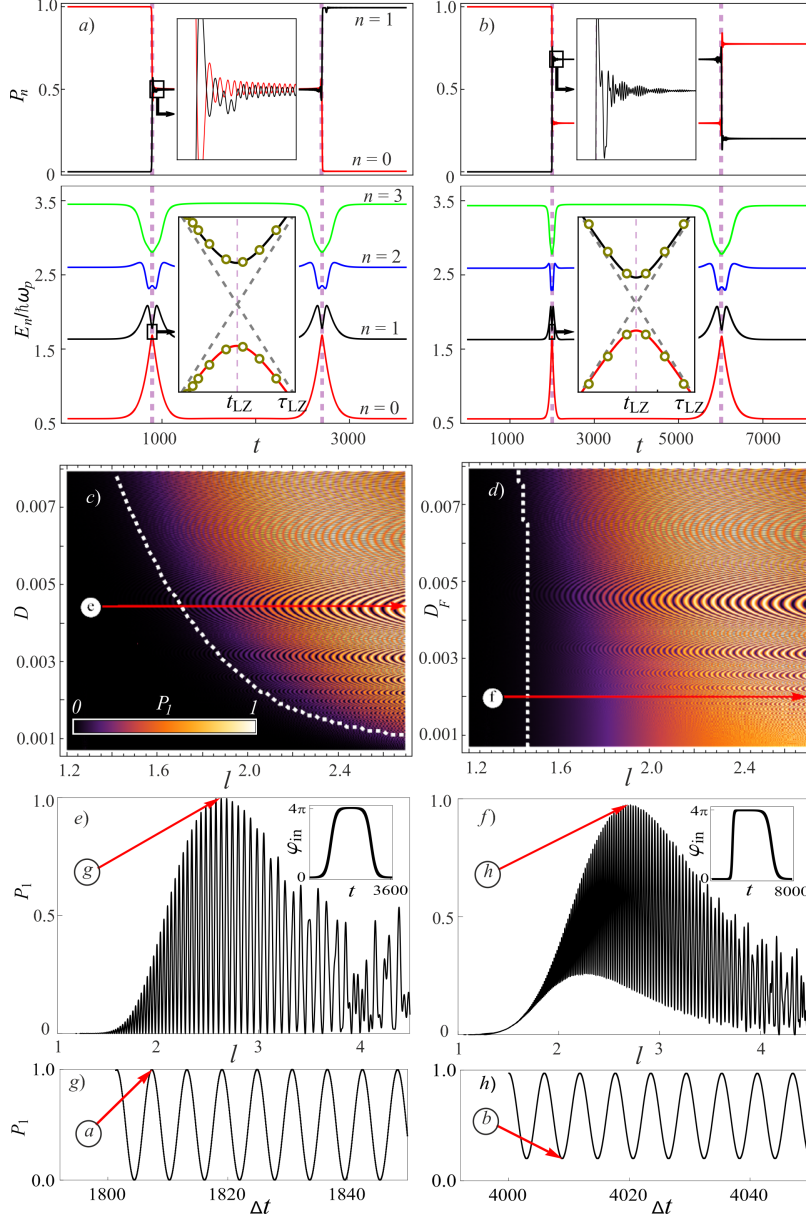 a)
n = 1
n = 0
P_n
1.0
0.5
0
b)
1.0
0.5
0
n = 3
n = 2
n = 1
n = 0
E_n/ħω_p
3.5
2.5
1.5
0.5
t_LZ
τ_LZ
1000
3000
t
3.5
2.5
1.5
0.5
t_LZ
τ_LZ
1000
3000
5000
7000
t
c)
D
0.007
0.005
0.003
0.001
e
0
P_1
1
1.2
1.6
2.0
2.6
l
d)
D_F
0.007
0.005
0.003
0.001
f
1.2
1.6
2.2
2.6
l
e)
P_1
1.0
0.5
0
g
φ_in
4π
0
t
3600
1
2
3
4
l
f)
1.0
0.5
0
h
φ_in
4π
0
t
8000
1
2
3
4
l
g)
P_1
1.0
0.0
a
1800
1820
1840
Δt
h)
1.0
0.0
b
4000
4020
4040
Δt